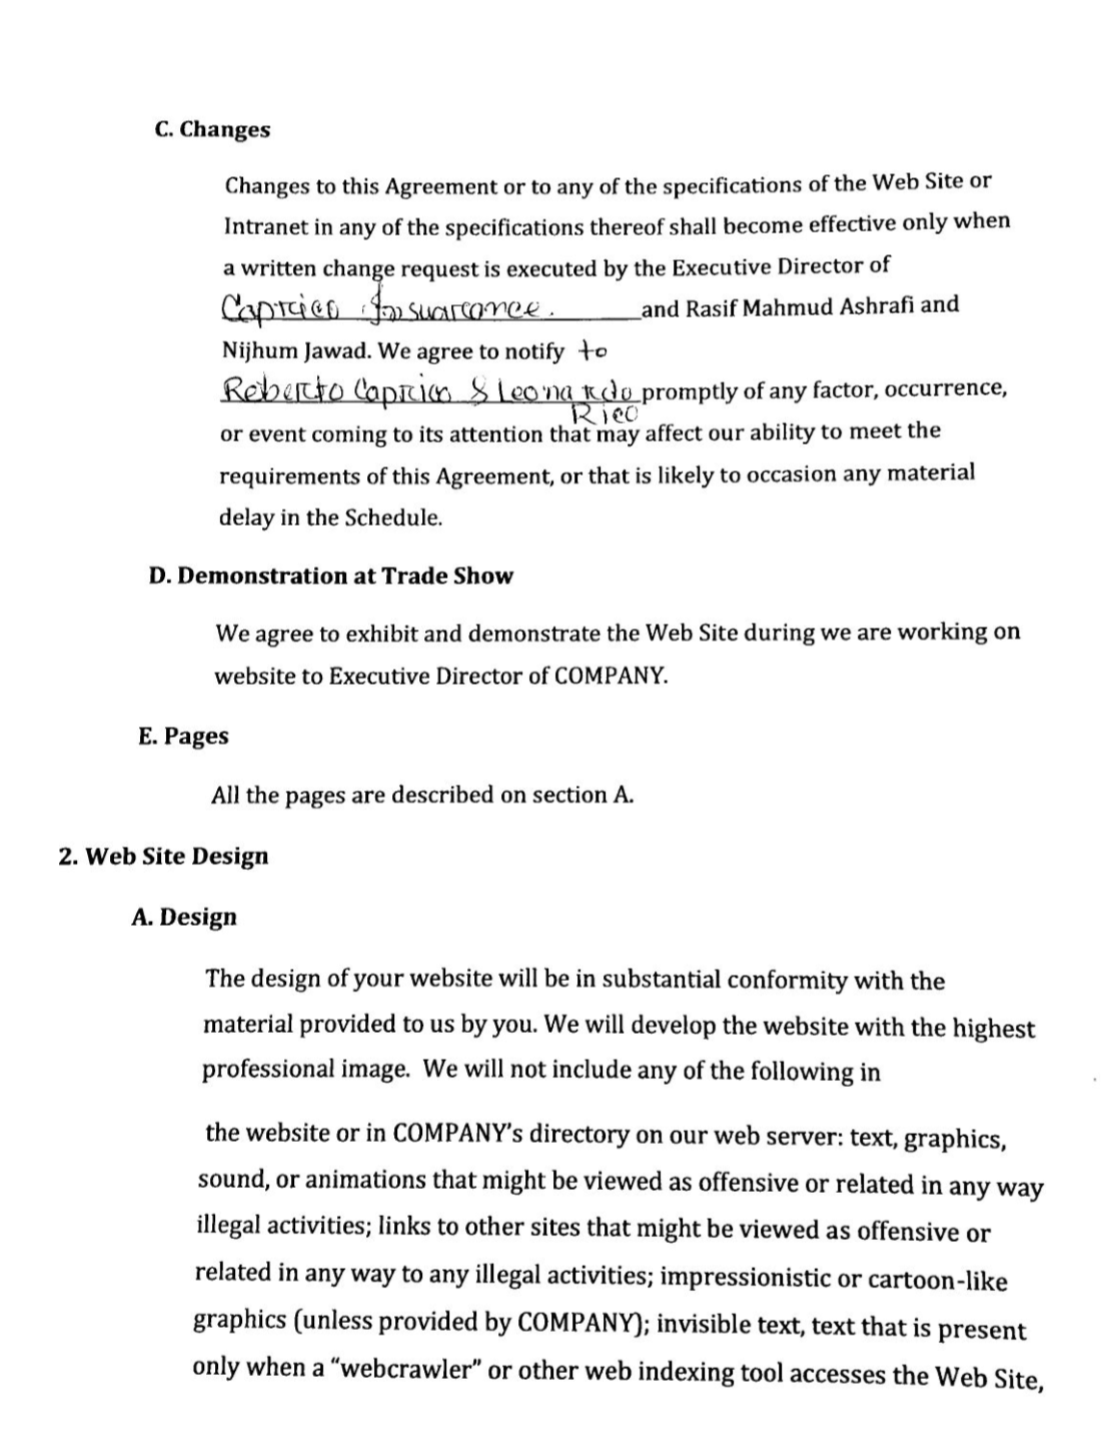 C. Changes
Changes to this Agreement or to any of the specifications of the Web Site or
Intranet in any of the specifications thereof shall become effective only when
a written change request is executed by the Executive Director of
and Rasif Mahmud Ashrafi and
Nijhum Jawad. We agree to notify to
Roberto Caprico & Leonardo promptly of any factor, occurrence,
Rico
or event coming to its attention that may affect our ability to meet the
requirements of this Agreement, or that is likely to occasion any material
delay in the Schedule.
D. Demonstration at Trade Show
We agree to exhibit and demonstrate the Web Site during we are working on
website to Executive Director of COMPANY.
E. Pages
All the pages are described on section A.
2. Web Site Design
A. Design
The design of your website will be in substantial conformity with the
material provided to us by you. We will develop the website with the highest
professional image. We will not include any of the following in
the website or in COMPANY's directory on our web server: text, graphics,
sound, or animations that might be viewed as offensive or related in any way
illegal activities; links to other sites that might be viewed as offensive or
related in any way to any illegal activities; impressionistic or cartoon-like
graphics (unless provided by COMPANY); invisible text, text that is present
only when a “webcrawler” or other web indexing tool accesses the Web Site,